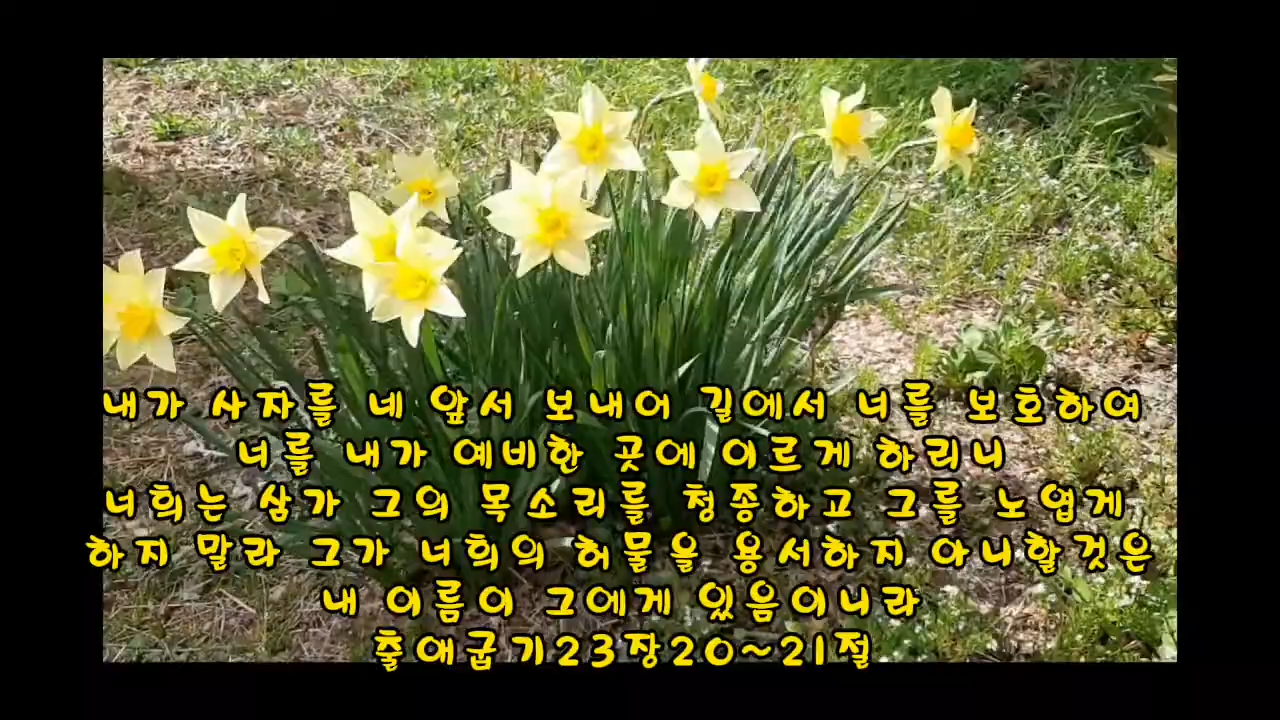 내가 사자를 네 앞서 보내어 길에서 너를 보호하여
너를 내가 예비한 곳에 이르게 하리니
너희는 삼가 그의 목소리를 청종하고 그를 노엽게
하지 말라 그가 너희의 허물을 용서하지 아니할것은
내 이름이 그에게 있음이니라
출애굽기23장20~21절